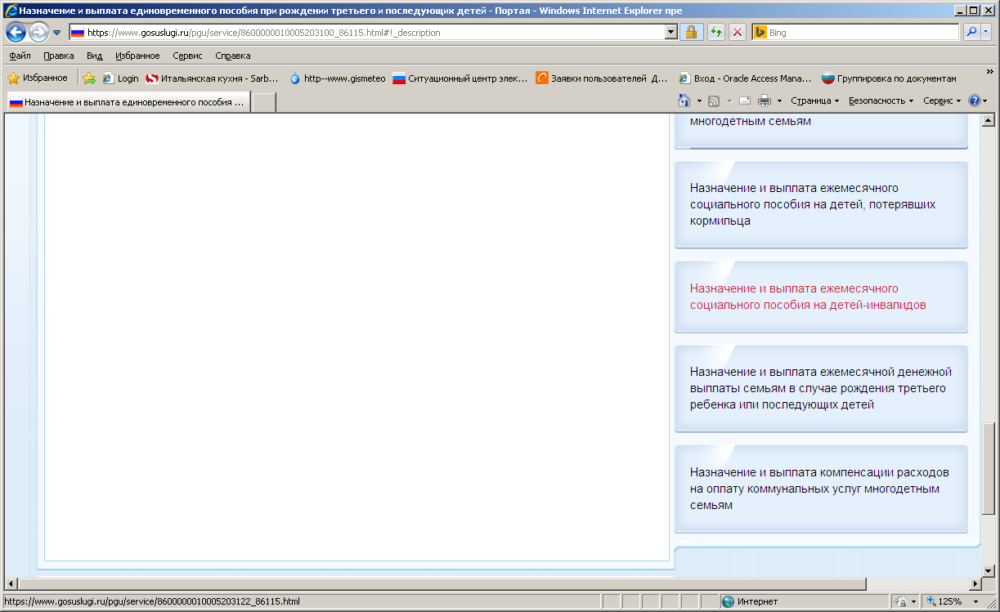 Назначение и выплата единовременного пособия при рождении третьего и последующих детей - Портал - Windows Internet Explorer пре
https://www.gosuslugi.ru/pgu/service/8600000010005203100_86115.html#!_description
Bing
Файл Правка Вид Избранное Сервис Справка
Избранное Login Итальянская кухня - Sarb... http--www.gismeteo Ситуационный центр элек... Заявки пользователей Д... Вход - Oracle Access Mana... Группировка по документам
Назначение и выплата единовременного пособия ...
Страница Безопасность Сервис
многодетным семьям
Назначение и выплата ежемесячного
социального пособия на детей, потерявших
кормильца
Назначение и выплата ежемесячного
социального пособия на детей-инвалидов
Назначение и выплата ежемесячной денежной
выплаты семьям в случае рождения третьего
ребенка или последующих детей
Назначение и выплата компенсации расходов
на оплату коммунальных услуг многодетным
семьям
https://www.gosuslugi.ru/pgu/service/8600000010005203122_86115.html
Интернет
125%